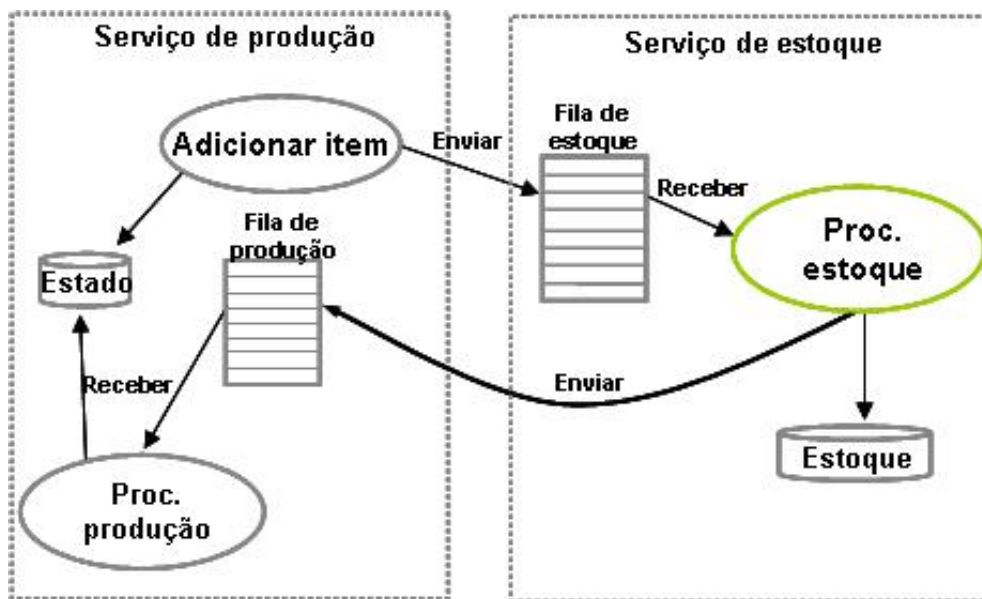 Serviço de produção
Adicionar item
Enviar
Fila de
produção
Estado
Receber
Proc.
produção
Serviço de estoque
Fila de
estoque
Receber
Proc.
estoque
Enviar
Estoque